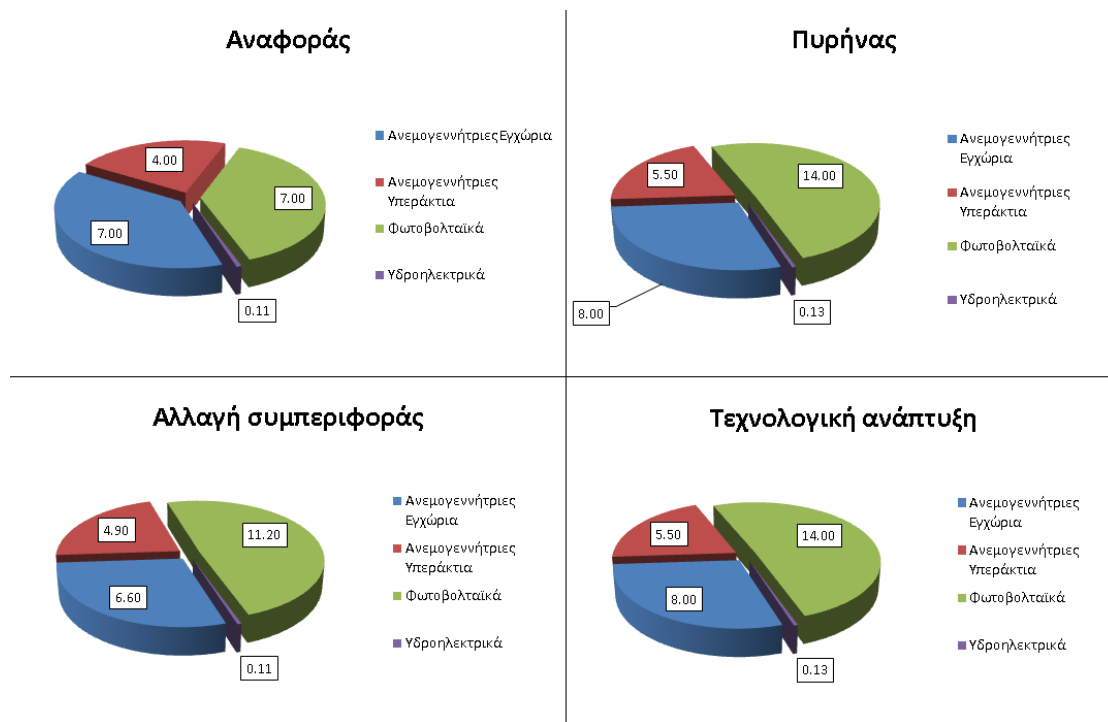 Αναφοράς
Ανεμογεννήτριες Εγχώρια
Ανεμογεννήτριες
Υπεράκτια
Φωτοβολταϊκά
Υδροηλεκτρικά
4.00
7.00
7.00
0.11
Πυρήνας
Ανεμογεννήτριες
Εγχώρια
Ανεμογεννήτριες
Υπεράκτια
Φωτοβολταϊκά
Υδροηλεκτρικά
5.50
14.00
8.00
0.13
Αλλαγή συμπεριφοράς
Ανεμογεννήτριες
Εγχώρια
Ανεμογεννήτριες
Υπεράκτια
Φωτοβολταϊκά
Υδροηλεκτρικά
4.90
11.20
6.60
0.11
Τεχνολογική ανάπτυξη
Ανεμογεννήτριες
Εγχώρια
Ανεμογεννήτριες
Υπεράκτια
Φωτοβολταϊκά
Υδροηλεκτρικά
5.50
14.00
8.00
0.13